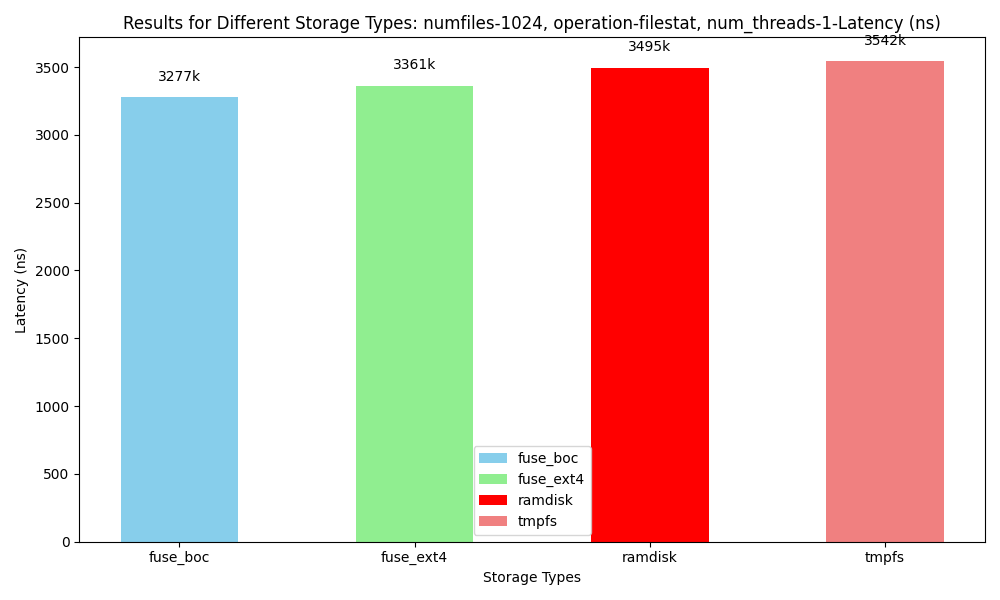 Results for Different Storage Types: numfiles-1024, operation-filestat, num_threads-1-Latency (ns)
3277k
3361k
3495k
3542k
3500
3000
2500
2000
1500
1000
500
0
Latency (ns)
fuse_boc
fuse_ext4
ramdisk
tmpfs
fuse_boc
fuse_ext4
ramdisk
tmpfs
Storage Types